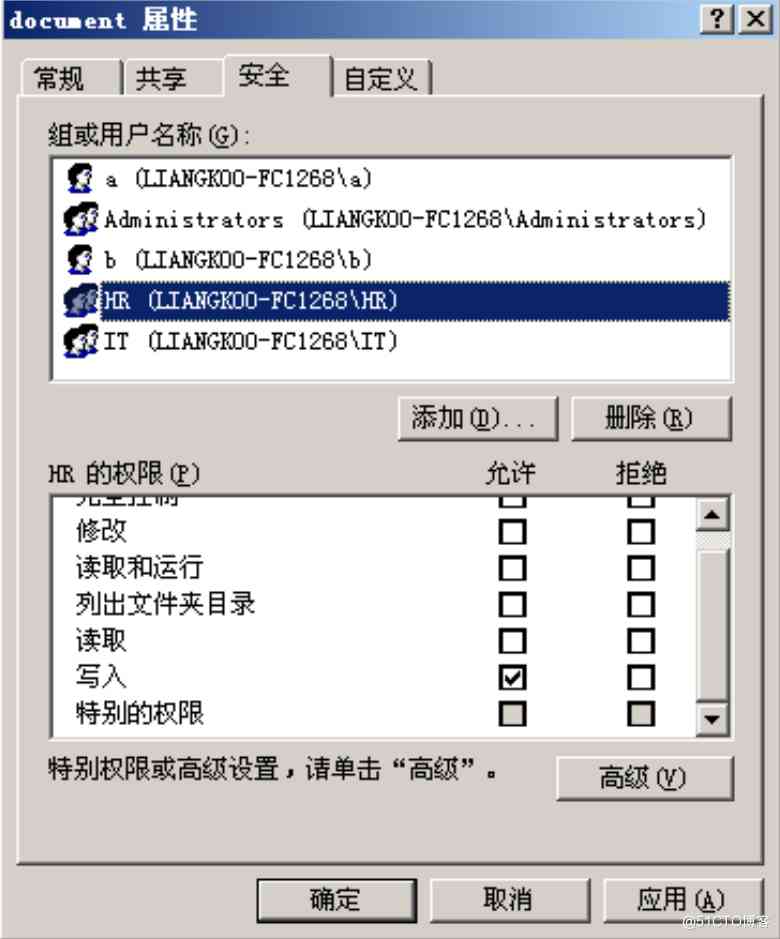 document 属性
常规 共享 安全 自定义
组或用户名称(G):
a (LIANGKOO-FC1268\a)
Administrators (LIANGKOO-FC1268\Administrators)
b (LIANGKOO-FC1268\b)
HR (LIANGKOO-FC1268\HR)
IT (LIANGKOO-FC1268\IT)
添加(D)... 删除(R)
HR 的权限(P) 允许 拒绝
完全控制
修改
读取和运行
列出文件夹目录
读取
写入
特别的权限
特别权限或高级设置，请单击“高级”。
高级(V)
确定 取消 应用(A)
@51CTO博客